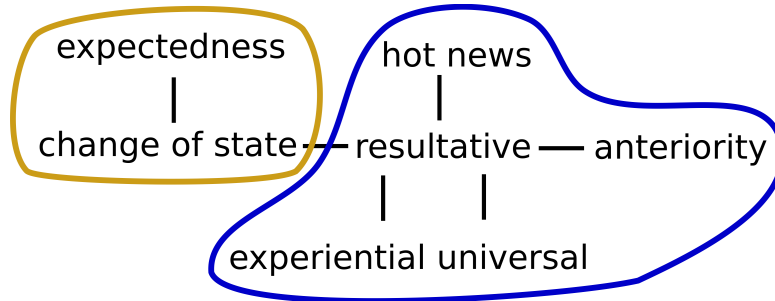 expectedness
hot news
change of state
resultative
anteriority
experiential universal